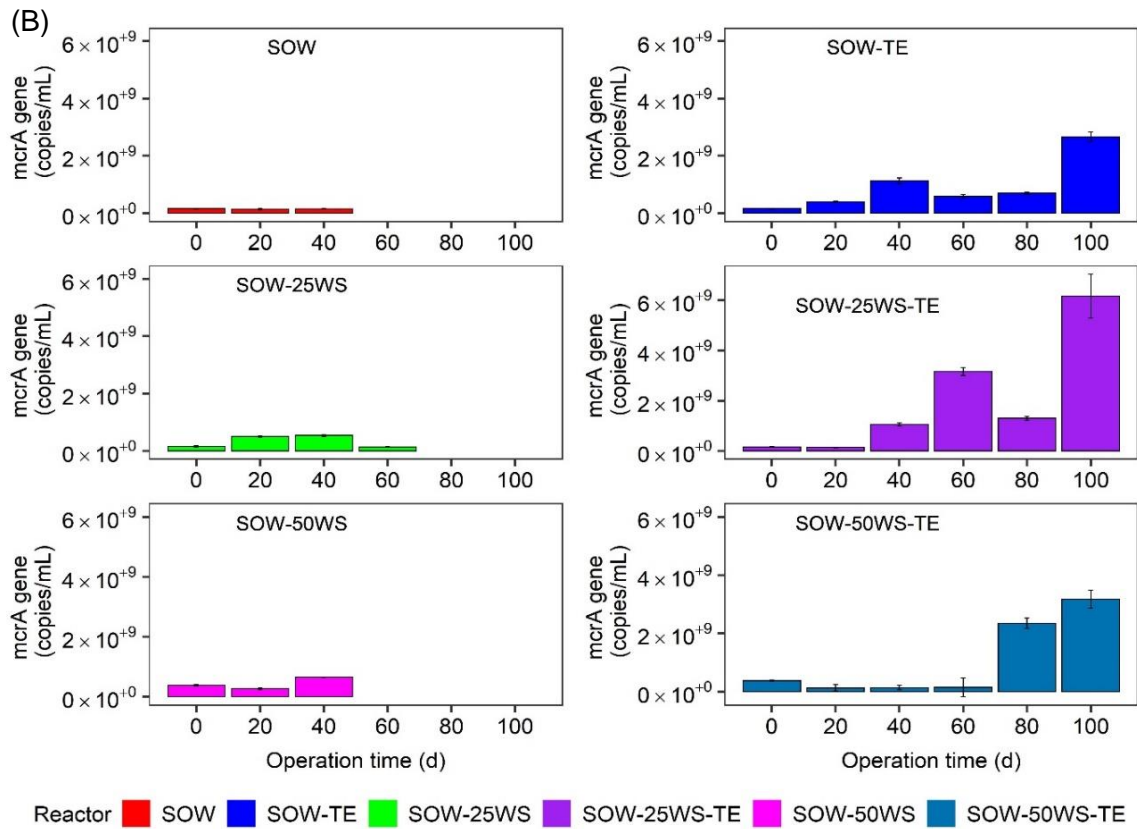 (B)
SOW
mcrA gene
(copies/mL)
6 × 10⁺⁹
4 × 10⁺⁹
2 × 10⁺⁹
0 × 10⁺⁰
0 20 40 60 80 100
SOW-TE
mcrA gene
(copies/mL)
6 × 10⁺⁹
4 × 10⁺⁹
2 × 10⁺⁹
0 × 10⁺⁰
0 20 40 60 80 100
SOW-25WS
mcrA gene
(copies/mL)
6 × 10⁺⁹
4 × 10⁺⁹
2 × 10⁺⁹
0 × 10⁺⁰
0 20 40 60 80 100
SOW-25WS-TE
mcrA gene
(copies/mL)
6 × 10⁺⁹
4 × 10⁺⁹
2 × 10⁺⁹
0 × 10⁺⁰
0 20 40 60 80 100
SOW-50WS
mcrA gene
(copies/mL)
6 × 10⁺⁹
4 × 10⁺⁹
2 × 10⁺⁹
0 × 10⁺⁰
0 20 40 60 80 100
Operation time (d)
SOW-50WS-TE
mcrA gene
(copies/mL)
6 × 10⁺⁹
4 × 10⁺⁹
2 × 10⁺⁹
0 × 10⁺⁰
0 20 40 60 80 100
Operation time (d)
Reactor SOW SOW-TE SOW-25WS SOW-25WS-TE SOW-50WS SOW-50WS-TE